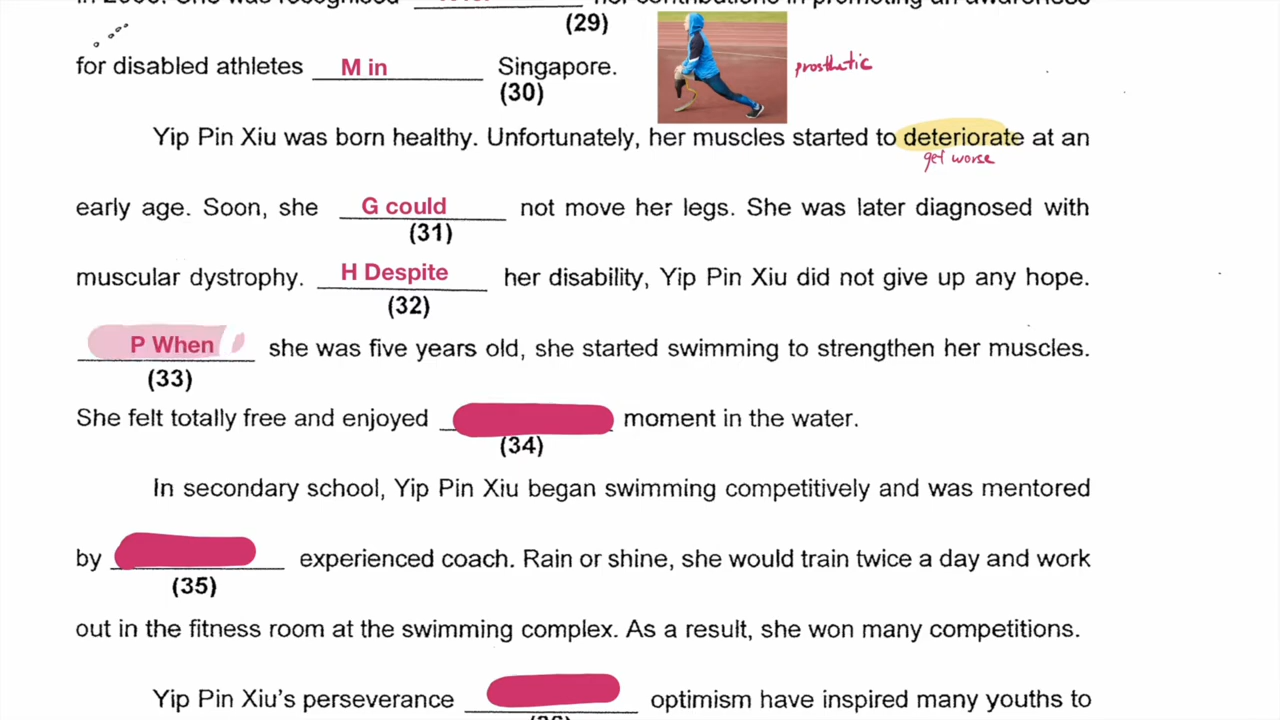 (29)
for disabled athletes M in Singapore.
prosthetic
(30)
Yip Pin Xiu was born healthy. Unfortunately, her muscles started to deteriorate at an
get worse
early age. Soon, she G could not move her legs. She was later diagnosed with
(31)
muscular dystrophy. H Despite her disability, Yip Pin Xiu did not give up any hope.
(32)
P When she was five years old, she started swimming to strengthen her muscles.
(33)
She felt totally free and enjoyed moment in the water.
(34)
In secondary school, Yip Pin Xiu began swimming competitively and was mentored
by experienced coach. Rain or shine, she would train twice a day and work
(35)
out in the fitness room at the swimming complex. As a result, she won many competitions.
Yip Pin Xiu's perseverance optimism have inspired many youths to